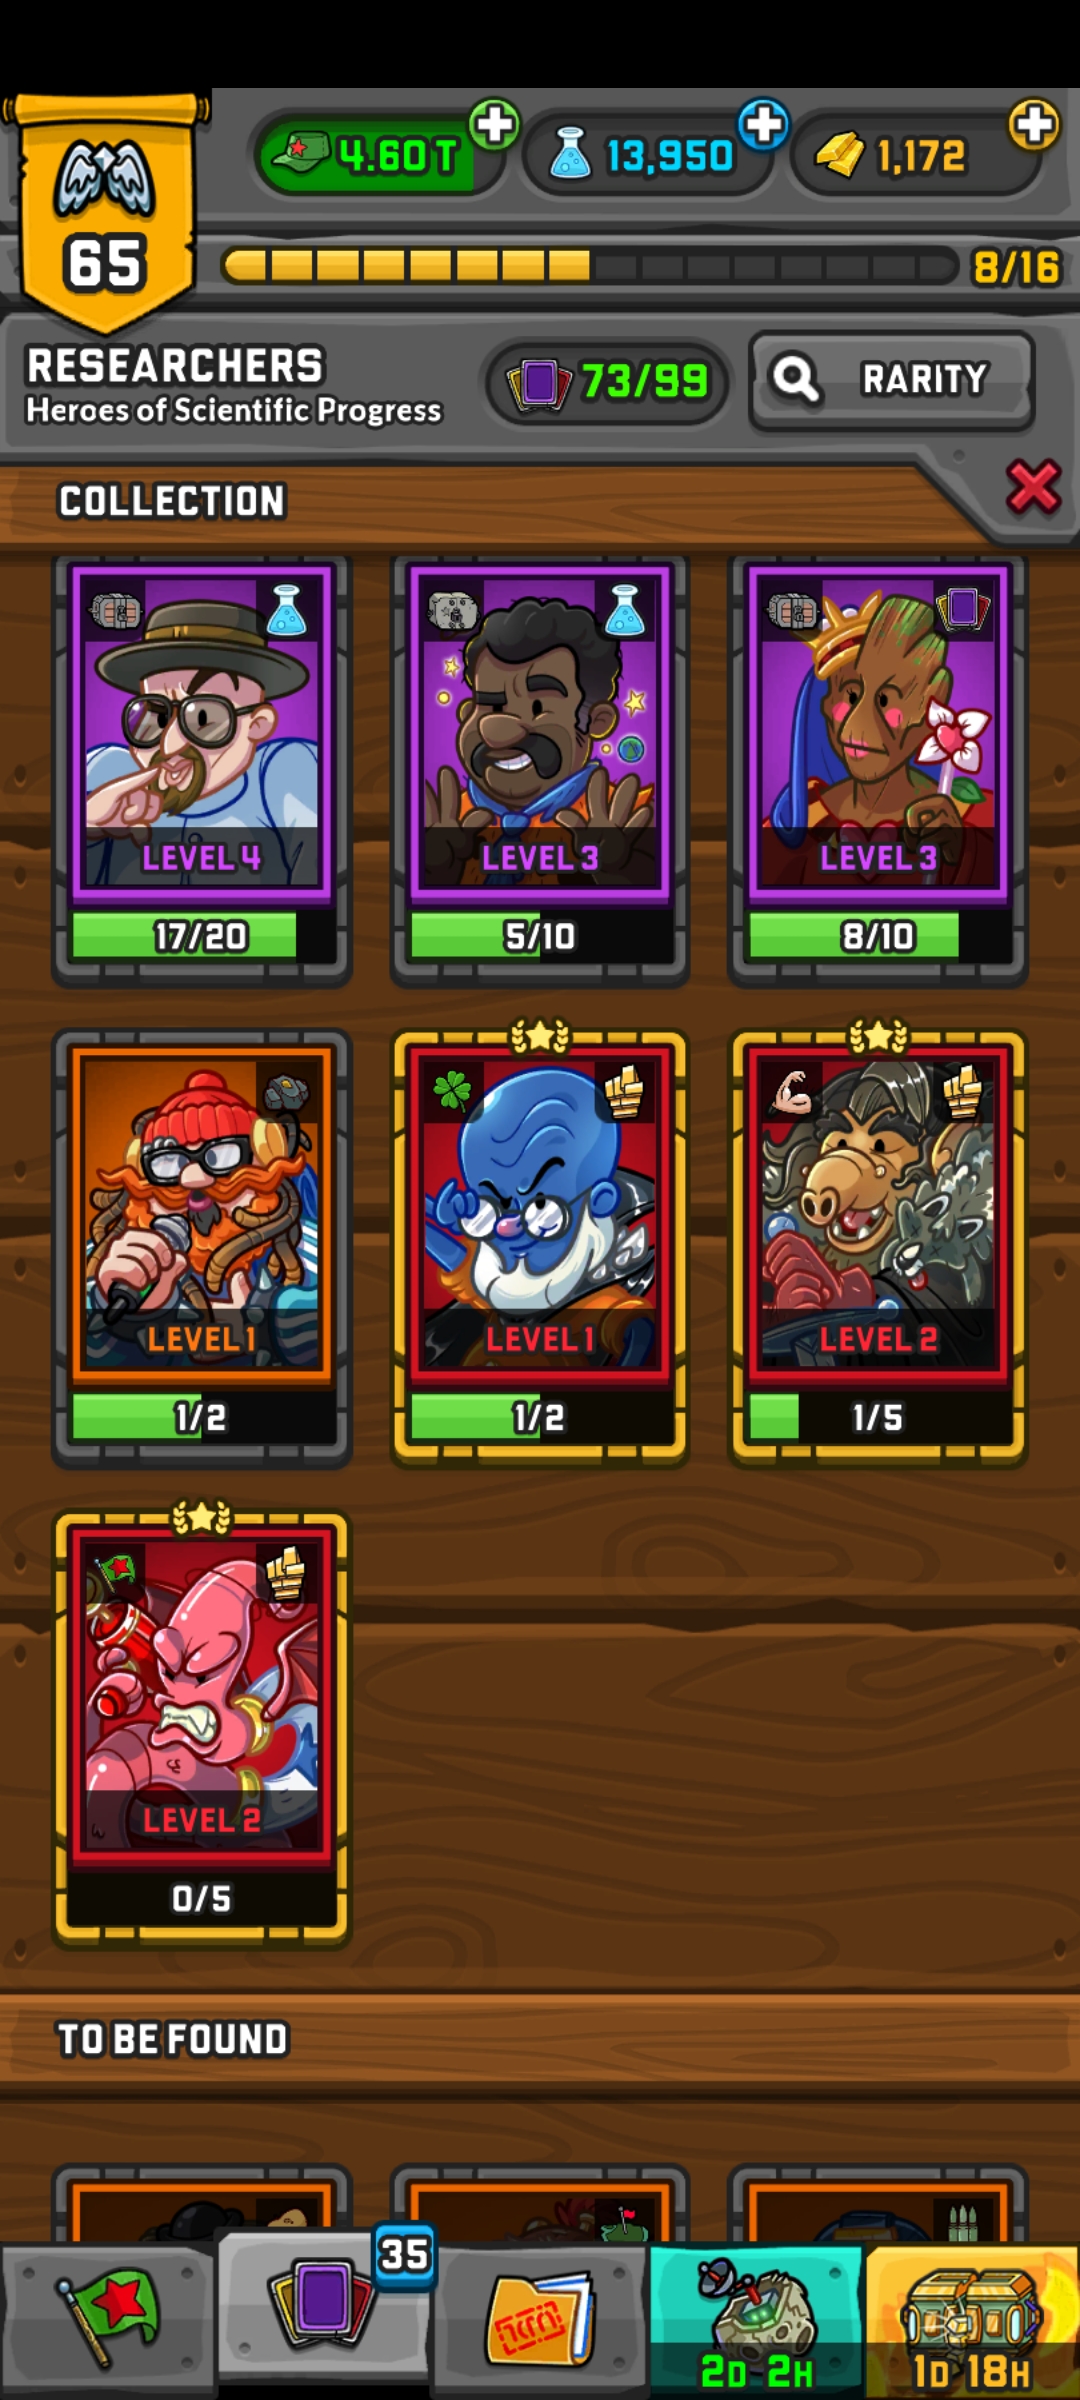 4.60 T
13,950
1,172
65
8/16
RESEARCHERS
Heroes of Scientific Progress
73/99
RARITY
COLLECTION
LEVEL 4
LEVEL 3
LEVEL 3
17/20
5/10
8/10
LEVEL 1
LEVEL 1
LEVEL 2
1/2
1/2
1/5
LEVEL 2
0/5
TO BE FOUND
35
2D 2H
1D 18H